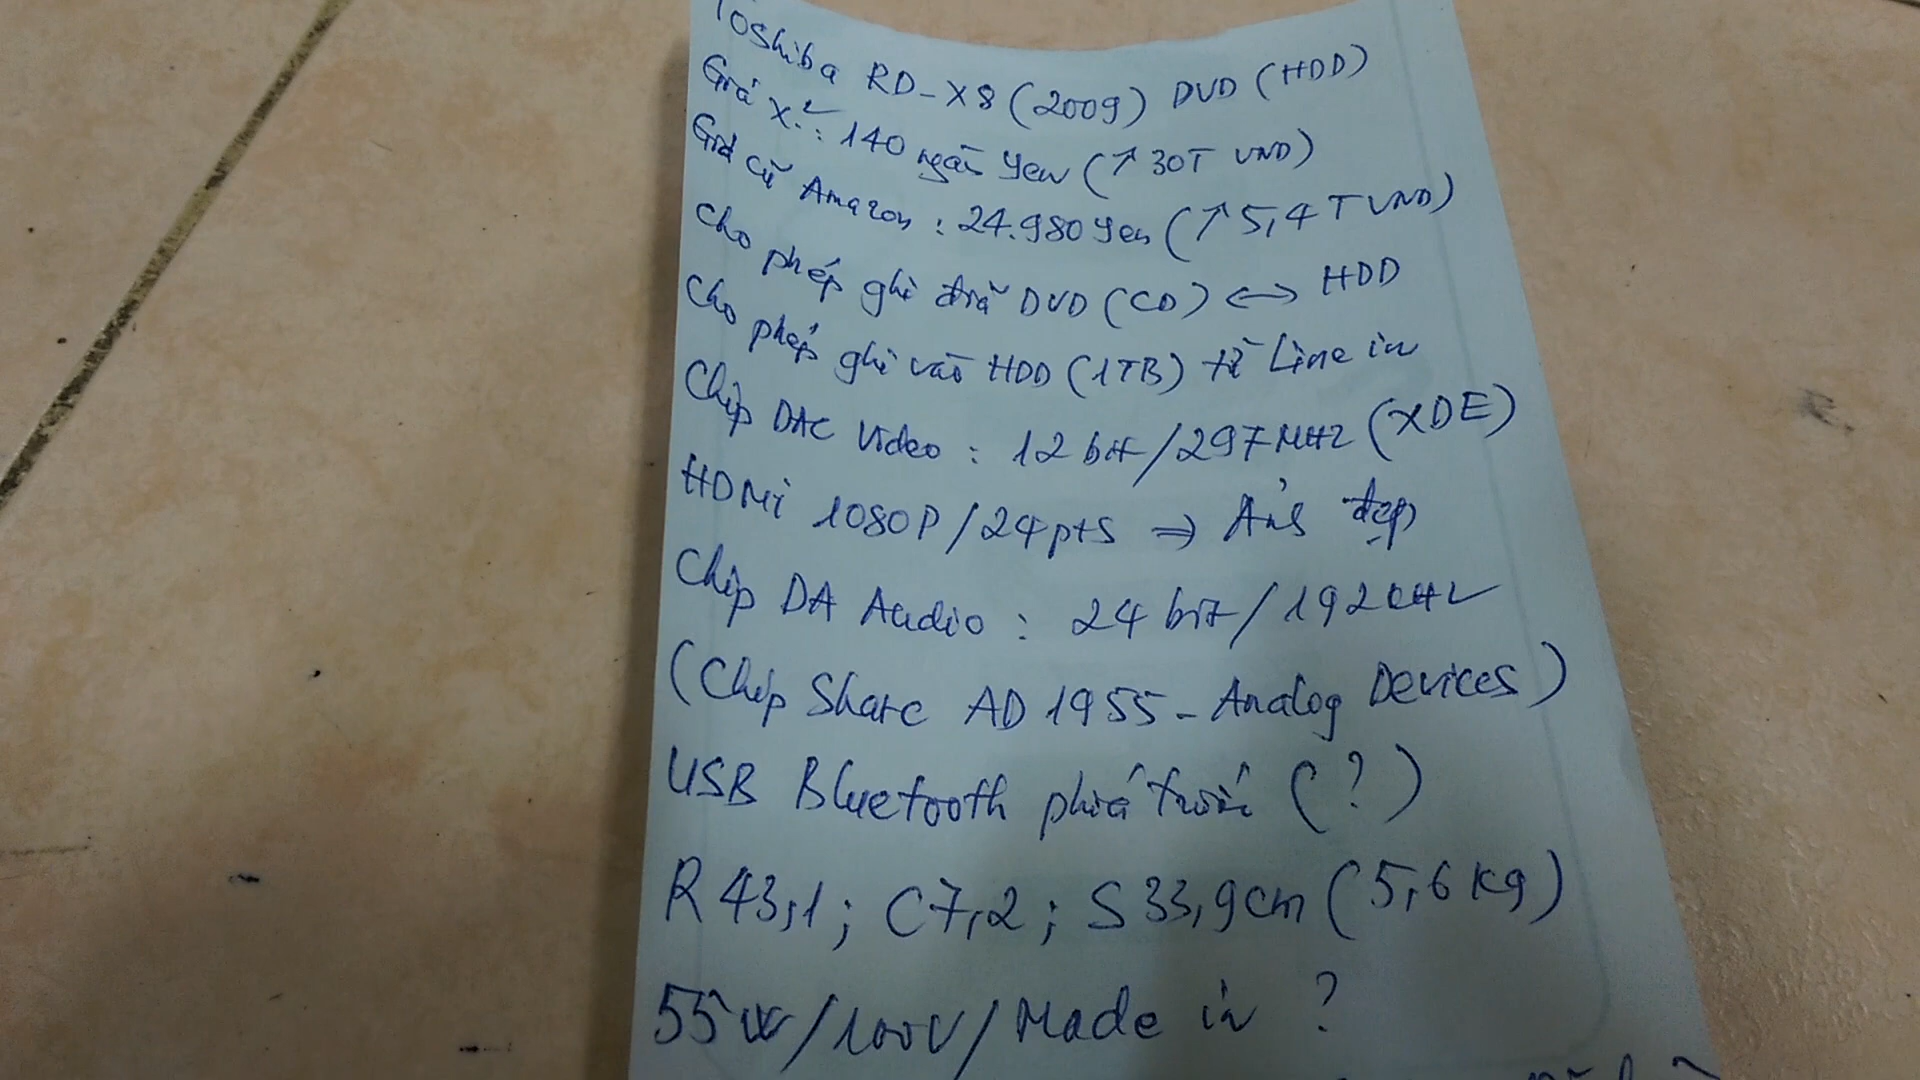 Toshiba RD-X8 (2009) DVD (HDD)
Giá x²: 140 ngàn Yen (↑ 30T VND)
Giá cũ Amazon: 24.980 Yen (↑ 5,4 T VND)
Cho phép ghi đĩa DVD (CD) ↔ HDD
Cho phép ghi vào HDD (1TB) từ Line in
Chip DAC Video: 12 bit/297 MHz (XDE)
HDMi 1080P/24pts ⇒ Ảnh đẹp
Chip DA Audio: 24 bit/192 kHz
(Chip Share AD 1955 - Analog Devices)
USB Bluetooth phía trước (?)
R 43,1; C 7,2; S 33,9cm (5,6 kg)
55W/100V/Made in ?